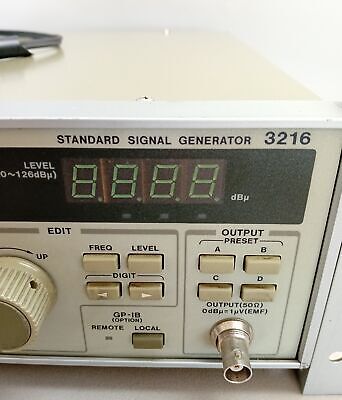 STANDARD SIGNAL GENERATOR 3216
LEVEL
0~126dBμ)
8.8.8.8.
dBμ
EDIT
OUTPUT
UP
FREQ LEVEL
PRESET
A B
DIGIT
C D
GP-IB
(OPTION)
REMOTE LOCAL
OUTPUT(50Ω)
0dBμ=1μV(EMF)